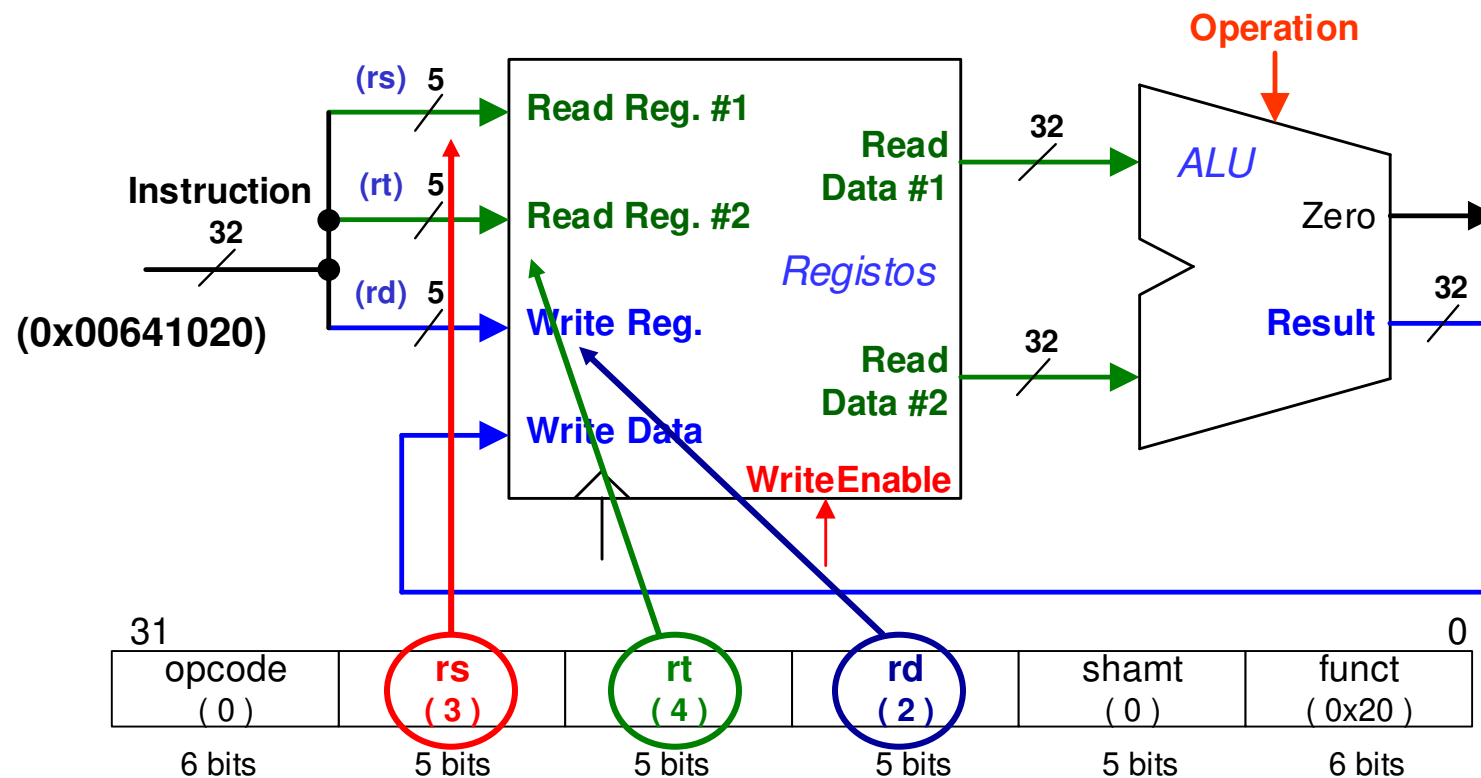 Operation
(rs)
5
Read Reg. #1
32
Read
Data #1
ALU
Instruction
32
(rt)
5
Read Reg. #2
Zero
Registos
(rd)
5
32
(0x00641020)
Write Reg.
Result
32
Read
Data #2
Write Data
WriteEnable
31
0
opcode
( 0 )
rs
( 3 )
rt
( 4 )
rd
( 2 )
shamt
( 0 )
funct
( 0x20 )
6 bits
5 bits
5 bits
5 bits
5 bits
6 bits